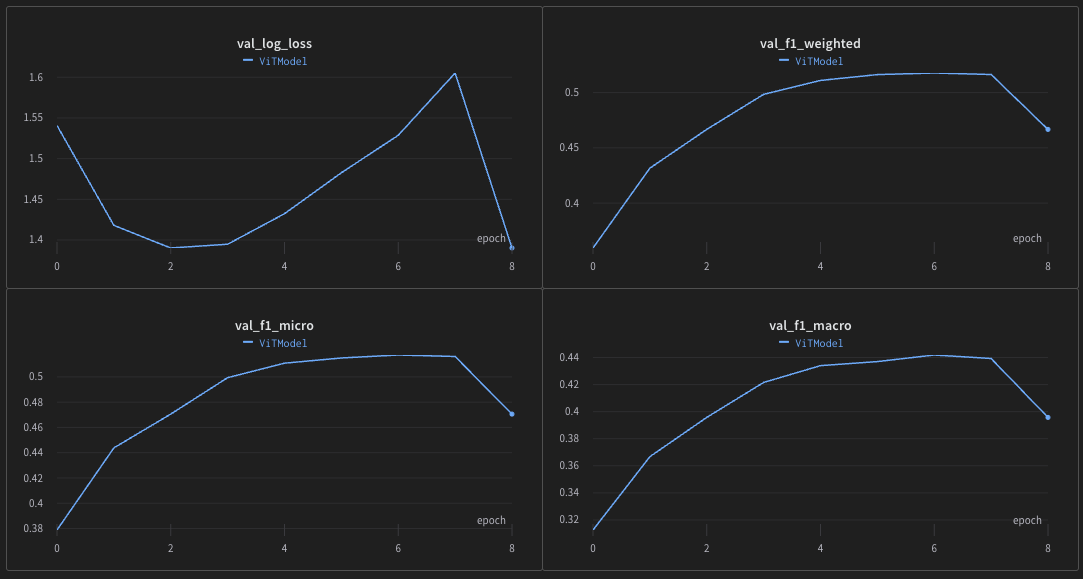 val_log_loss
ViTModel
1.6
1.55
1.5
1.45
1.4
epoch
0 2 4 6 8
val_f1_weighted
ViTModel
0.5
0.45
0.4
epoch
0 2 4 6 8
val_f1_micro
ViTModel
0.5
0.48
0.46
0.44
0.42
0.4
0.38
epoch
0 2 4 6 8
val_f1_macro
ViTModel
0.44
0.42
0.4
0.38
0.36
0.34
0.32
epoch
0 2 4 6 8